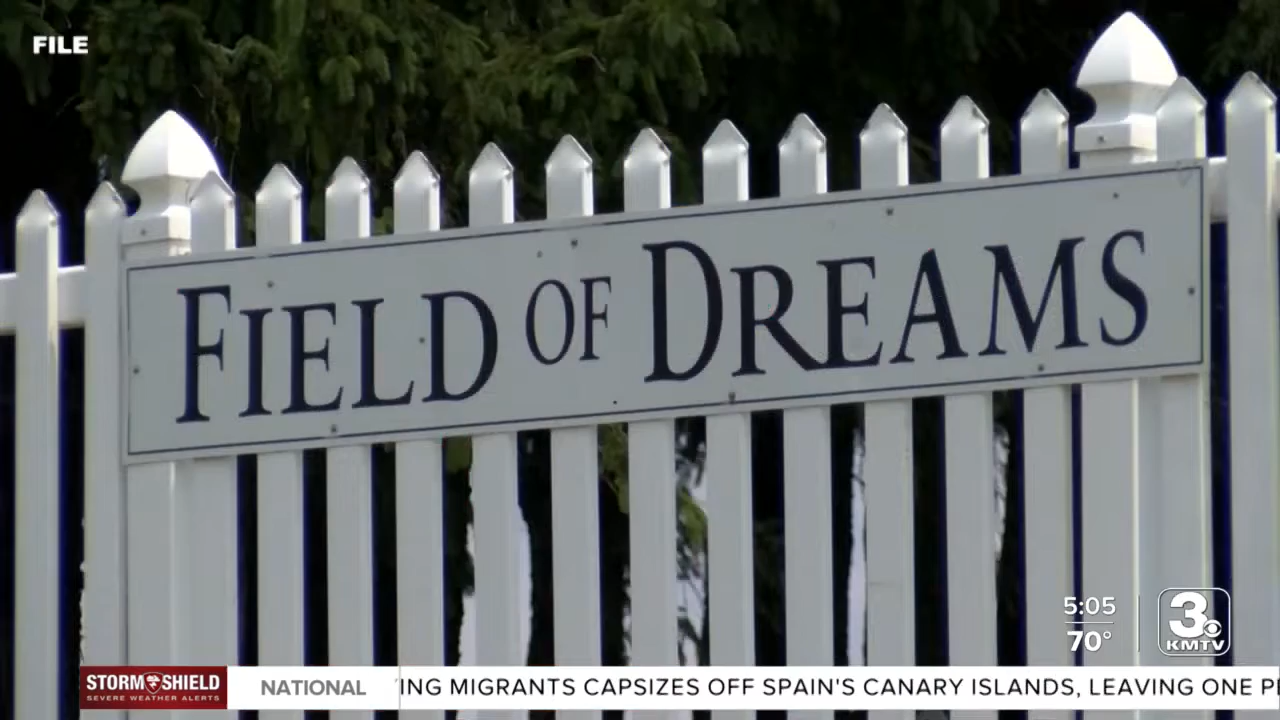 FILE
FIELD OF DREAMS
5:05
70°
3
KMTV
STORM SHIELD
SEVERE WEATHER ALERTS
NATIONAL
ING MIGRANTS CAPSIZES OFF SPAIN'S CANARY ISLANDS, LEAVING ONE